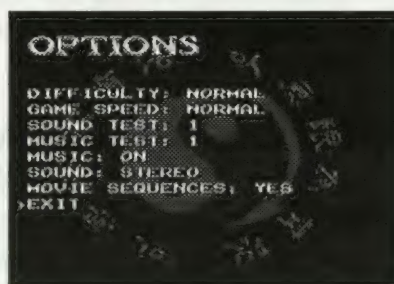 OPTIONS
DIFFICULTY: NORMAL
GAME SPEED: NORMAL
SOUND TEST: 1
MUSIC TEST: 1
MUSIC: ON
SOUND: STEREO
MOVIE SEQUENCES: YES
>EXIT